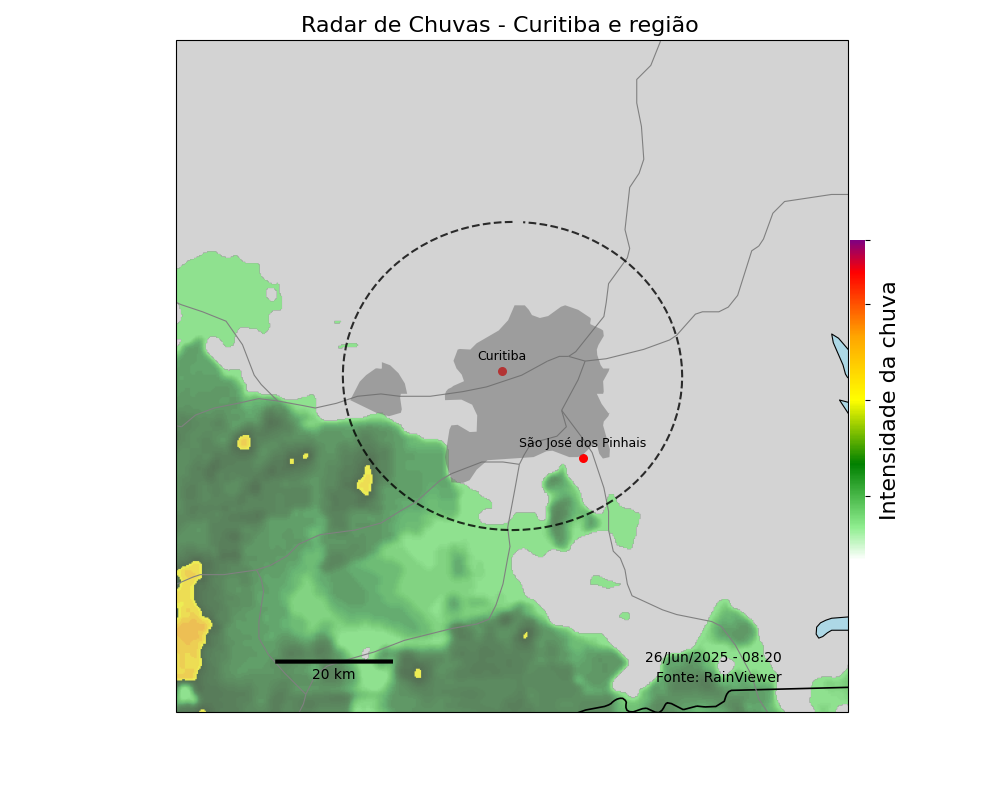 Radar de Chuvas - Curitiba e região
Curitiba
São José dos Pinhais
Intensidade da chuva
26/Jun/2025 - 08:20
20 km
Fonte: RainViewer